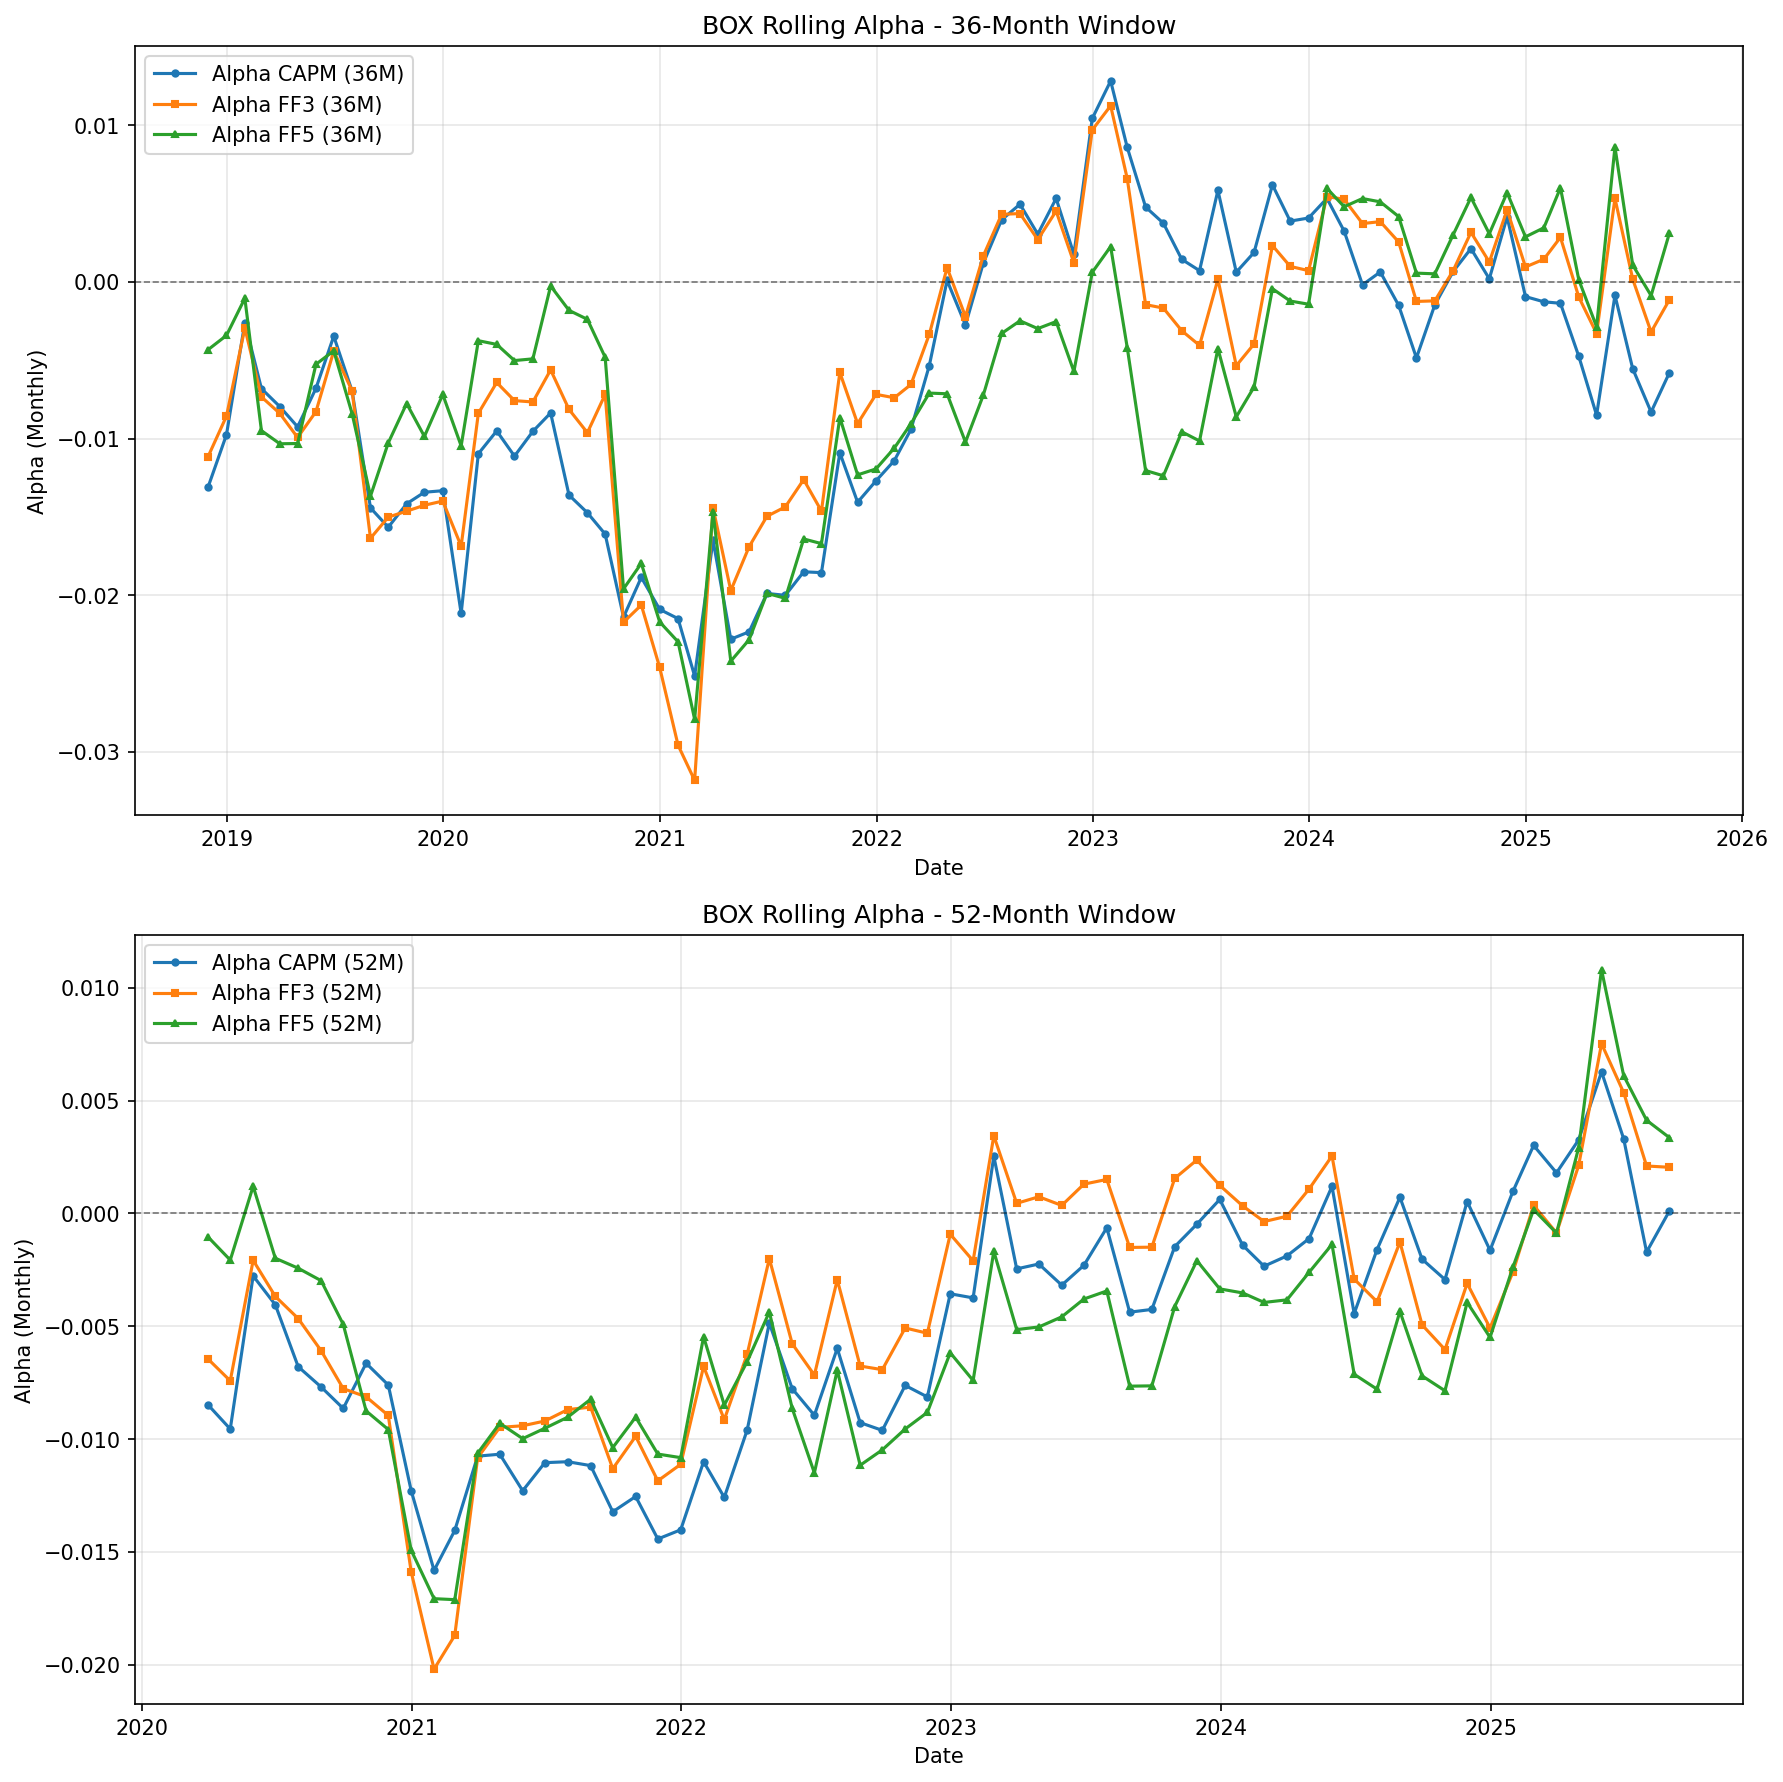 BOX Rolling Alpha - 36-Month Window
Alpha CAPM (36M)
Alpha FF3 (36M)
Alpha FF5 (36M)
0.01
0.00
−0.01
−0.02
−0.03
Alpha (Monthly)
2019 2020 2021 2022 2023 2024 2025 2026
Date
BOX Rolling Alpha - 52-Month Window
Alpha CAPM (52M)
Alpha FF3 (52M)
Alpha FF5 (52M)
0.010
0.005
0.000
−0.005
−0.010
−0.015
−0.020
Alpha (Monthly)
2020 2021 2022 2023 2024 2025
Date